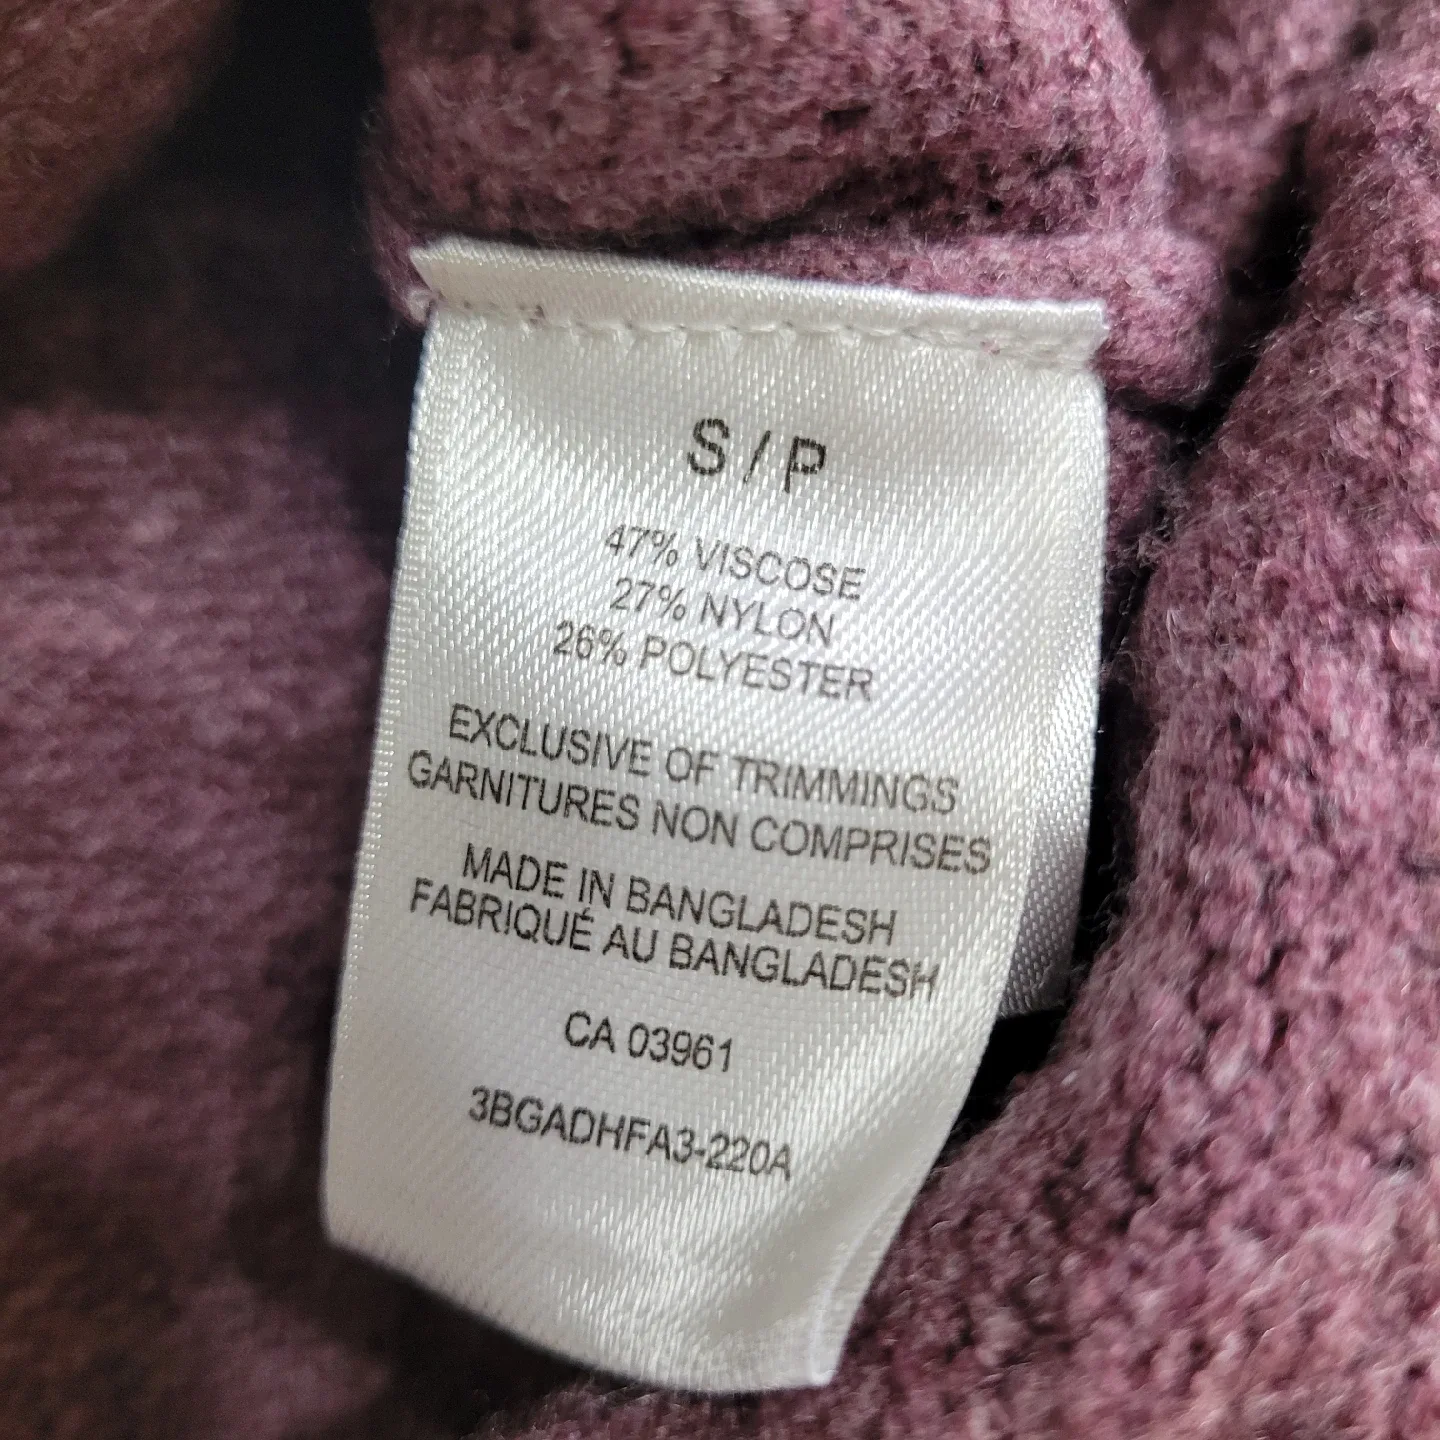 S / P
47% VISCOSE
27% NYLON
26% POLYESTER
EXCLUSIVE OF TRIMMINGS
GARNITURES NON COMPRISES
MADE IN BANGLADESH
FABRIQUÉ AU BANGLADESH
CA 03961
3BGADHFA3-220A